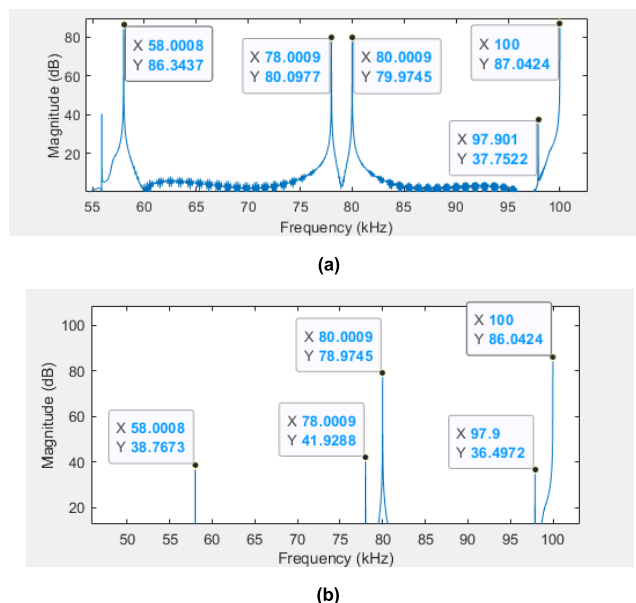 80
60
40
20
Magnitude (dB)
X 58.0008
Y 86.3437
X 78.0009
Y 80.0977
X 80.0009
Y 79.9745
X 100
Y 87.0424
X 97.901
Y 37.7522
55 60 65 70 75 80 85 90 95 100
Frequency (kHz)
(a)
100
80
60
40
20
Magnitude (dB)
X 58.0008
Y 38.7673
X 78.0009
Y 41.9288
X 80.0009
Y 78.9745
X 100
Y 86.0424
X 97.9
Y 36.4972
50 55 60 65 70 75 80 85 90 95 100
Frequency (kHz)
(b)